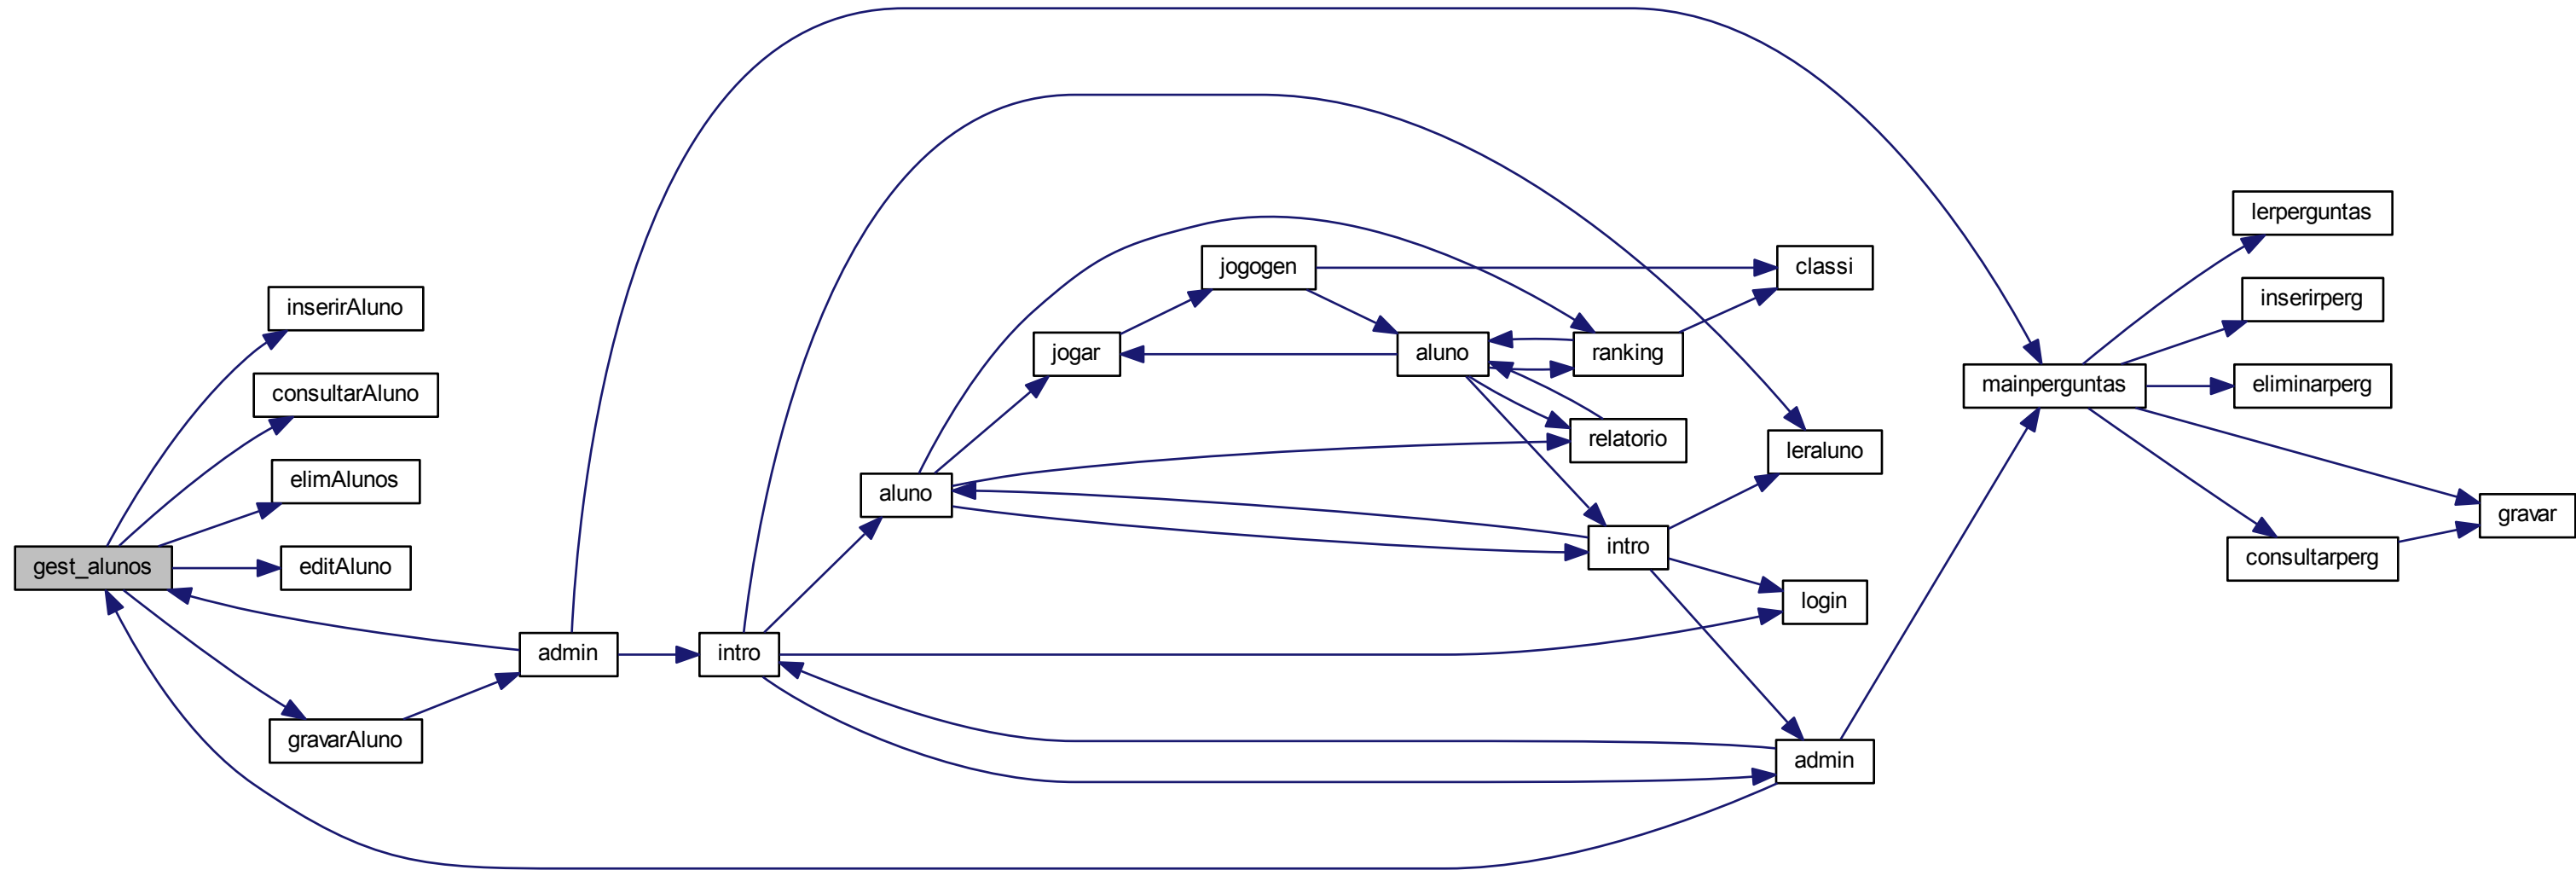 gest_alunos
inserirAluno
consultarAluno
elimAlunos
editAluno
gravarAluno
admin
intro
aluno
jogar
jogogen
aluno
ranking
relatorio
intro
classi
leraluno
login
admin
mainperguntas
lerperguntas
inserirperg
eliminarperg
consultarperg
gravar